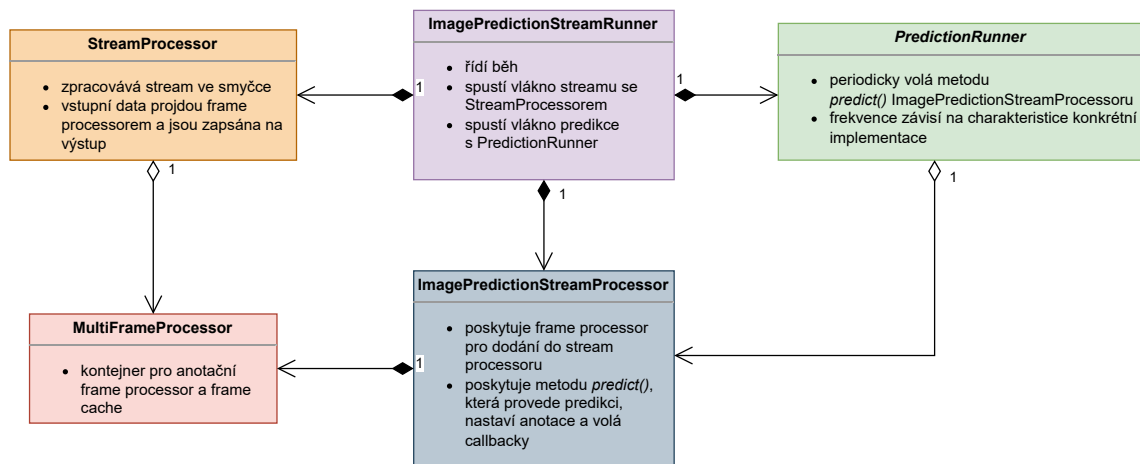 StreamProcessor
• zpracovává stream ve smyčce
• vstupní data projdou frame
processorem a jsou zapsána na
výstup
1
ImagePredictionStreamRunner
• řídí běh
• spustí vlákno streamu se
StreamProcessorem
• spustí vlákno predikce
s PredictionRunner
1
1
1
PredictionRunner
• periodicky volá metodu
predict() ImagePredictionStreamProcessoru
• frekvence závisí na charakteristice konkrétní
implementace
1
MultiFrameProcessor
• kontejner pro anotační
frame processor a frame
cache
ImagePredictionStreamProcessor
• poskytuje frame processor
pro dodání do stream
processoru
• poskytuje metodu predict(),
která provede predikci,
nastaví anotace a volá
callbacky
1